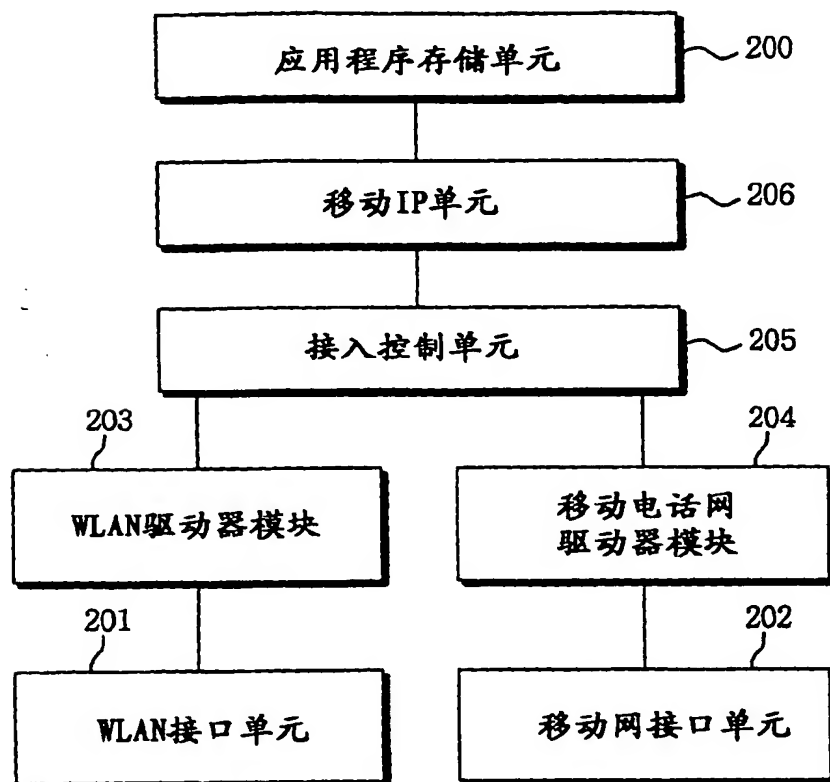 应用程序存储单元
200
移动IP单元
206
接入控制单元
205
203
204
WLAN驱动器模块
移动电话网
驱动器模块
201
202
WLAN接口单元
移动网接口单元